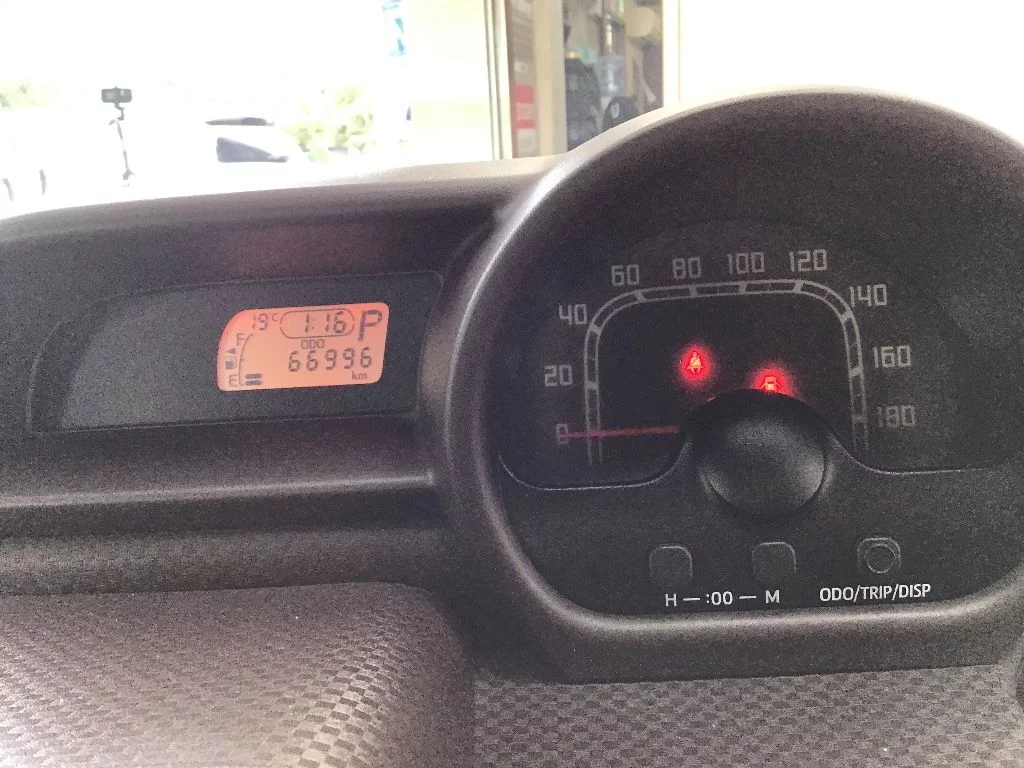 19°C 1:16 P
F
ODO
66996
E km
0 20 40 60 80 100 120 140 160 180
H — :00 — M
ODO/TRIP/DISP